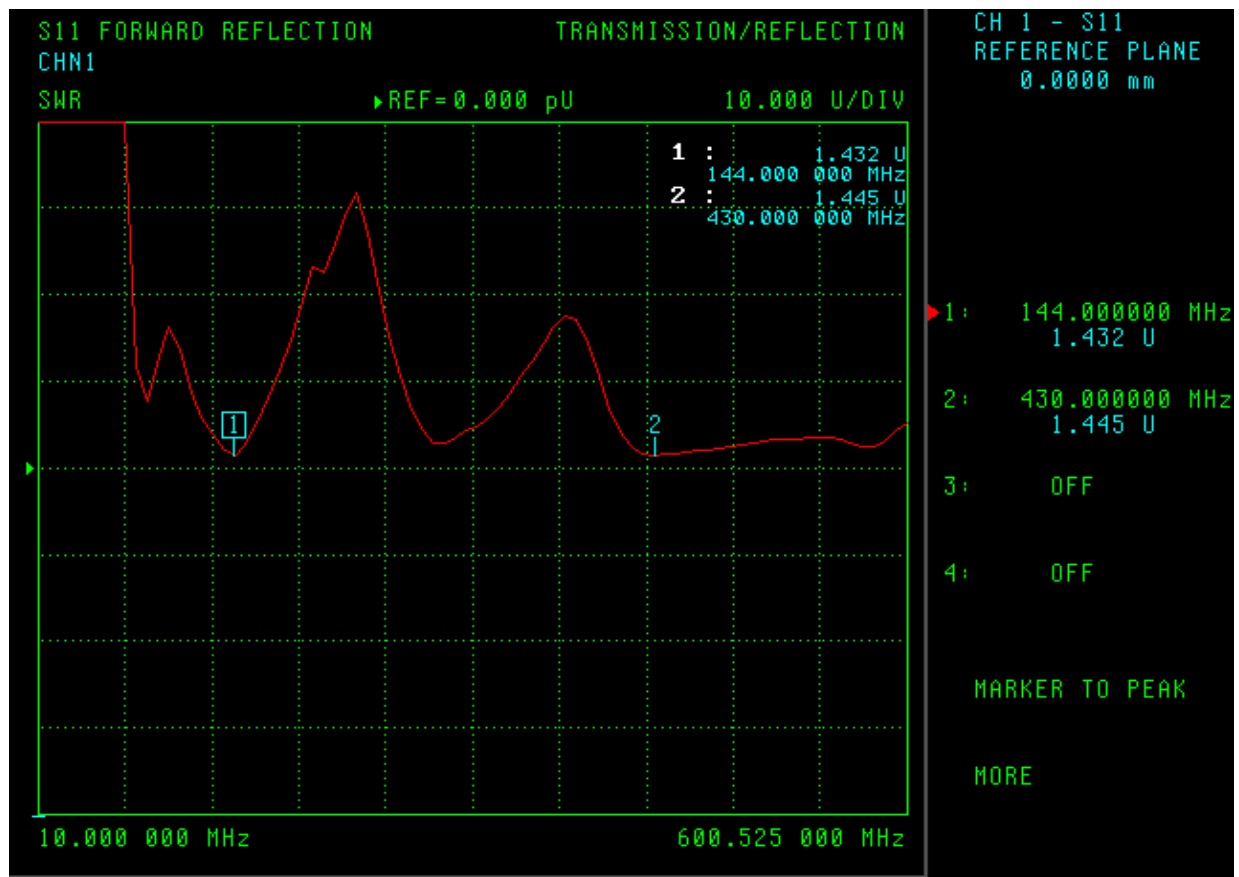 S11 FORWARD REFLECTION TRANSMISSION/REFLECTION
CHN1
SWR ▶REF=0.000 pU 10.000 U/DIV
1 : 1.432 U
144.000 000 MHz
2 : 1.445 U
430.000 000 MHz
1
2
10.000 000 MHz 600.525 000 MHz
CH 1 - S11
REFERENCE PLANE
0.0000 mm
▶1: 144.000000 MHz
1.432 U
2: 430.000000 MHz
1.445 U
3: OFF
4: OFF
MARKER TO PEAK
MORE